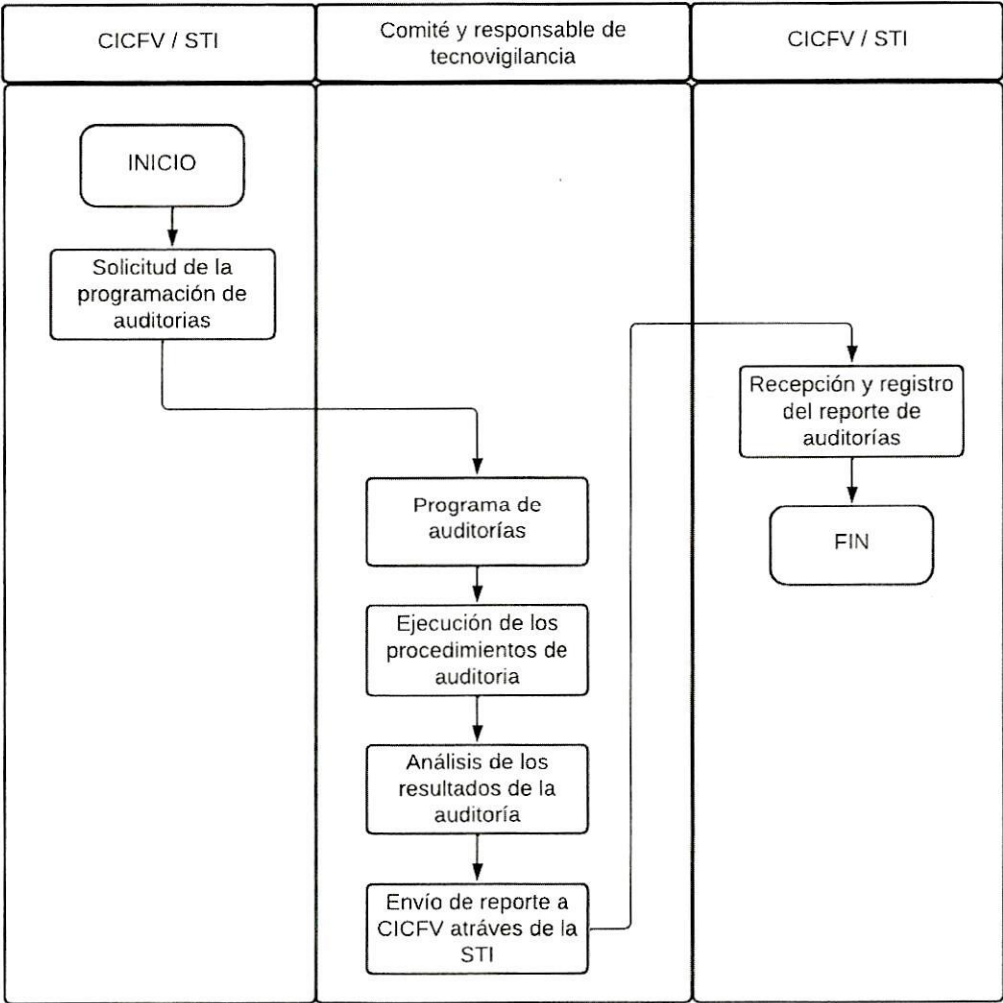 CICFV / STI
Comité y responsable de
tecnovigilancia
CICFV / STI
INICIO
Solicitud de la
programación de
auditorias
Programa de
auditorías
Ejecución de los
procedimientos de
auditoria
Análisis de los
resultados de la
auditoría
Envío de reporte a
CICFV atráves de la
STI
Recepción y registro
del reporte de
auditorías
FIN